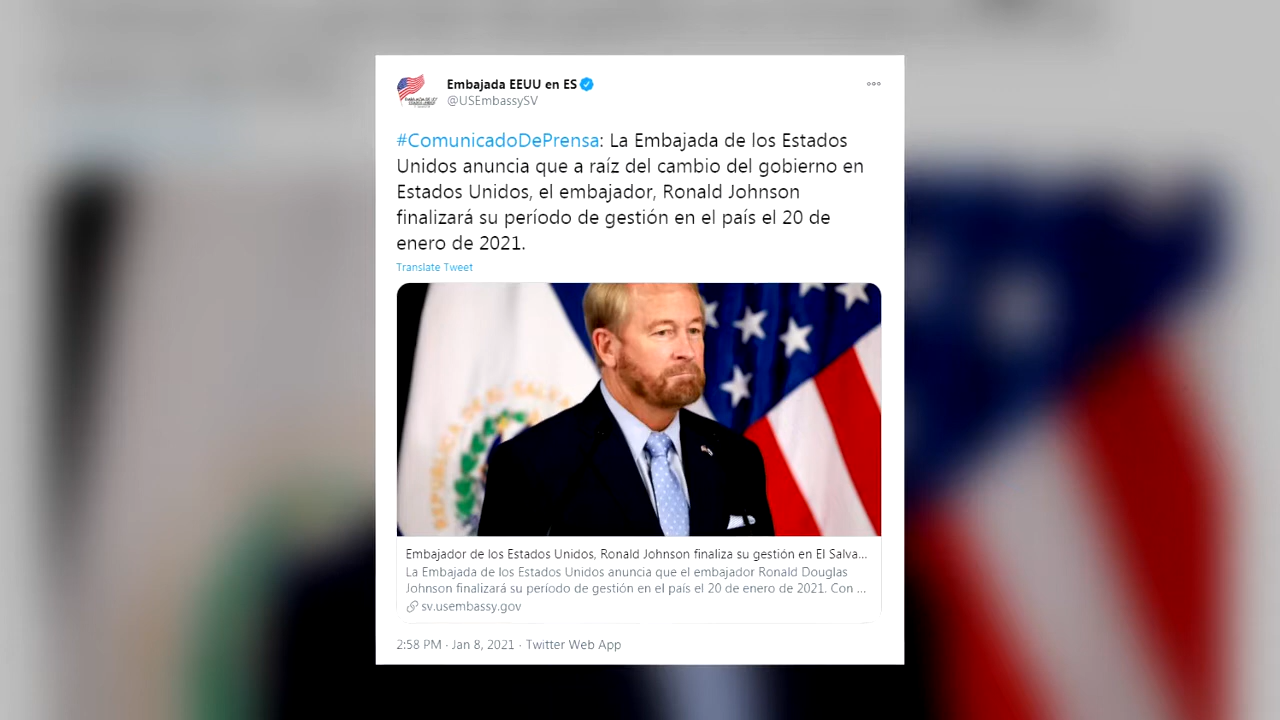 Embajada EEUU en ES
@USEmbassySV
#ComunicadoDePrensa: La Embajada de los Estados
Unidos anuncia que a raíz del cambio del gobierno en
Estados Unidos, el embajador, Ronald Johnson
finalizará su período de gestión en el país el 20 de
enero de 2021.
Translate Tweet
REPUBLICA DE EL SALVA
Embajador de los Estados Unidos, Ronald Johnson finaliza su gestión en El Salva...
La Embajada de los Estados Unidos anuncia que el embajador Ronald Douglas
Johnson finalizará su período de gestión en el país el 20 de enero de 2021. Con ...
sv.usembassy.gov
2:58 PM · Jan 8, 2021 · Twitter Web App